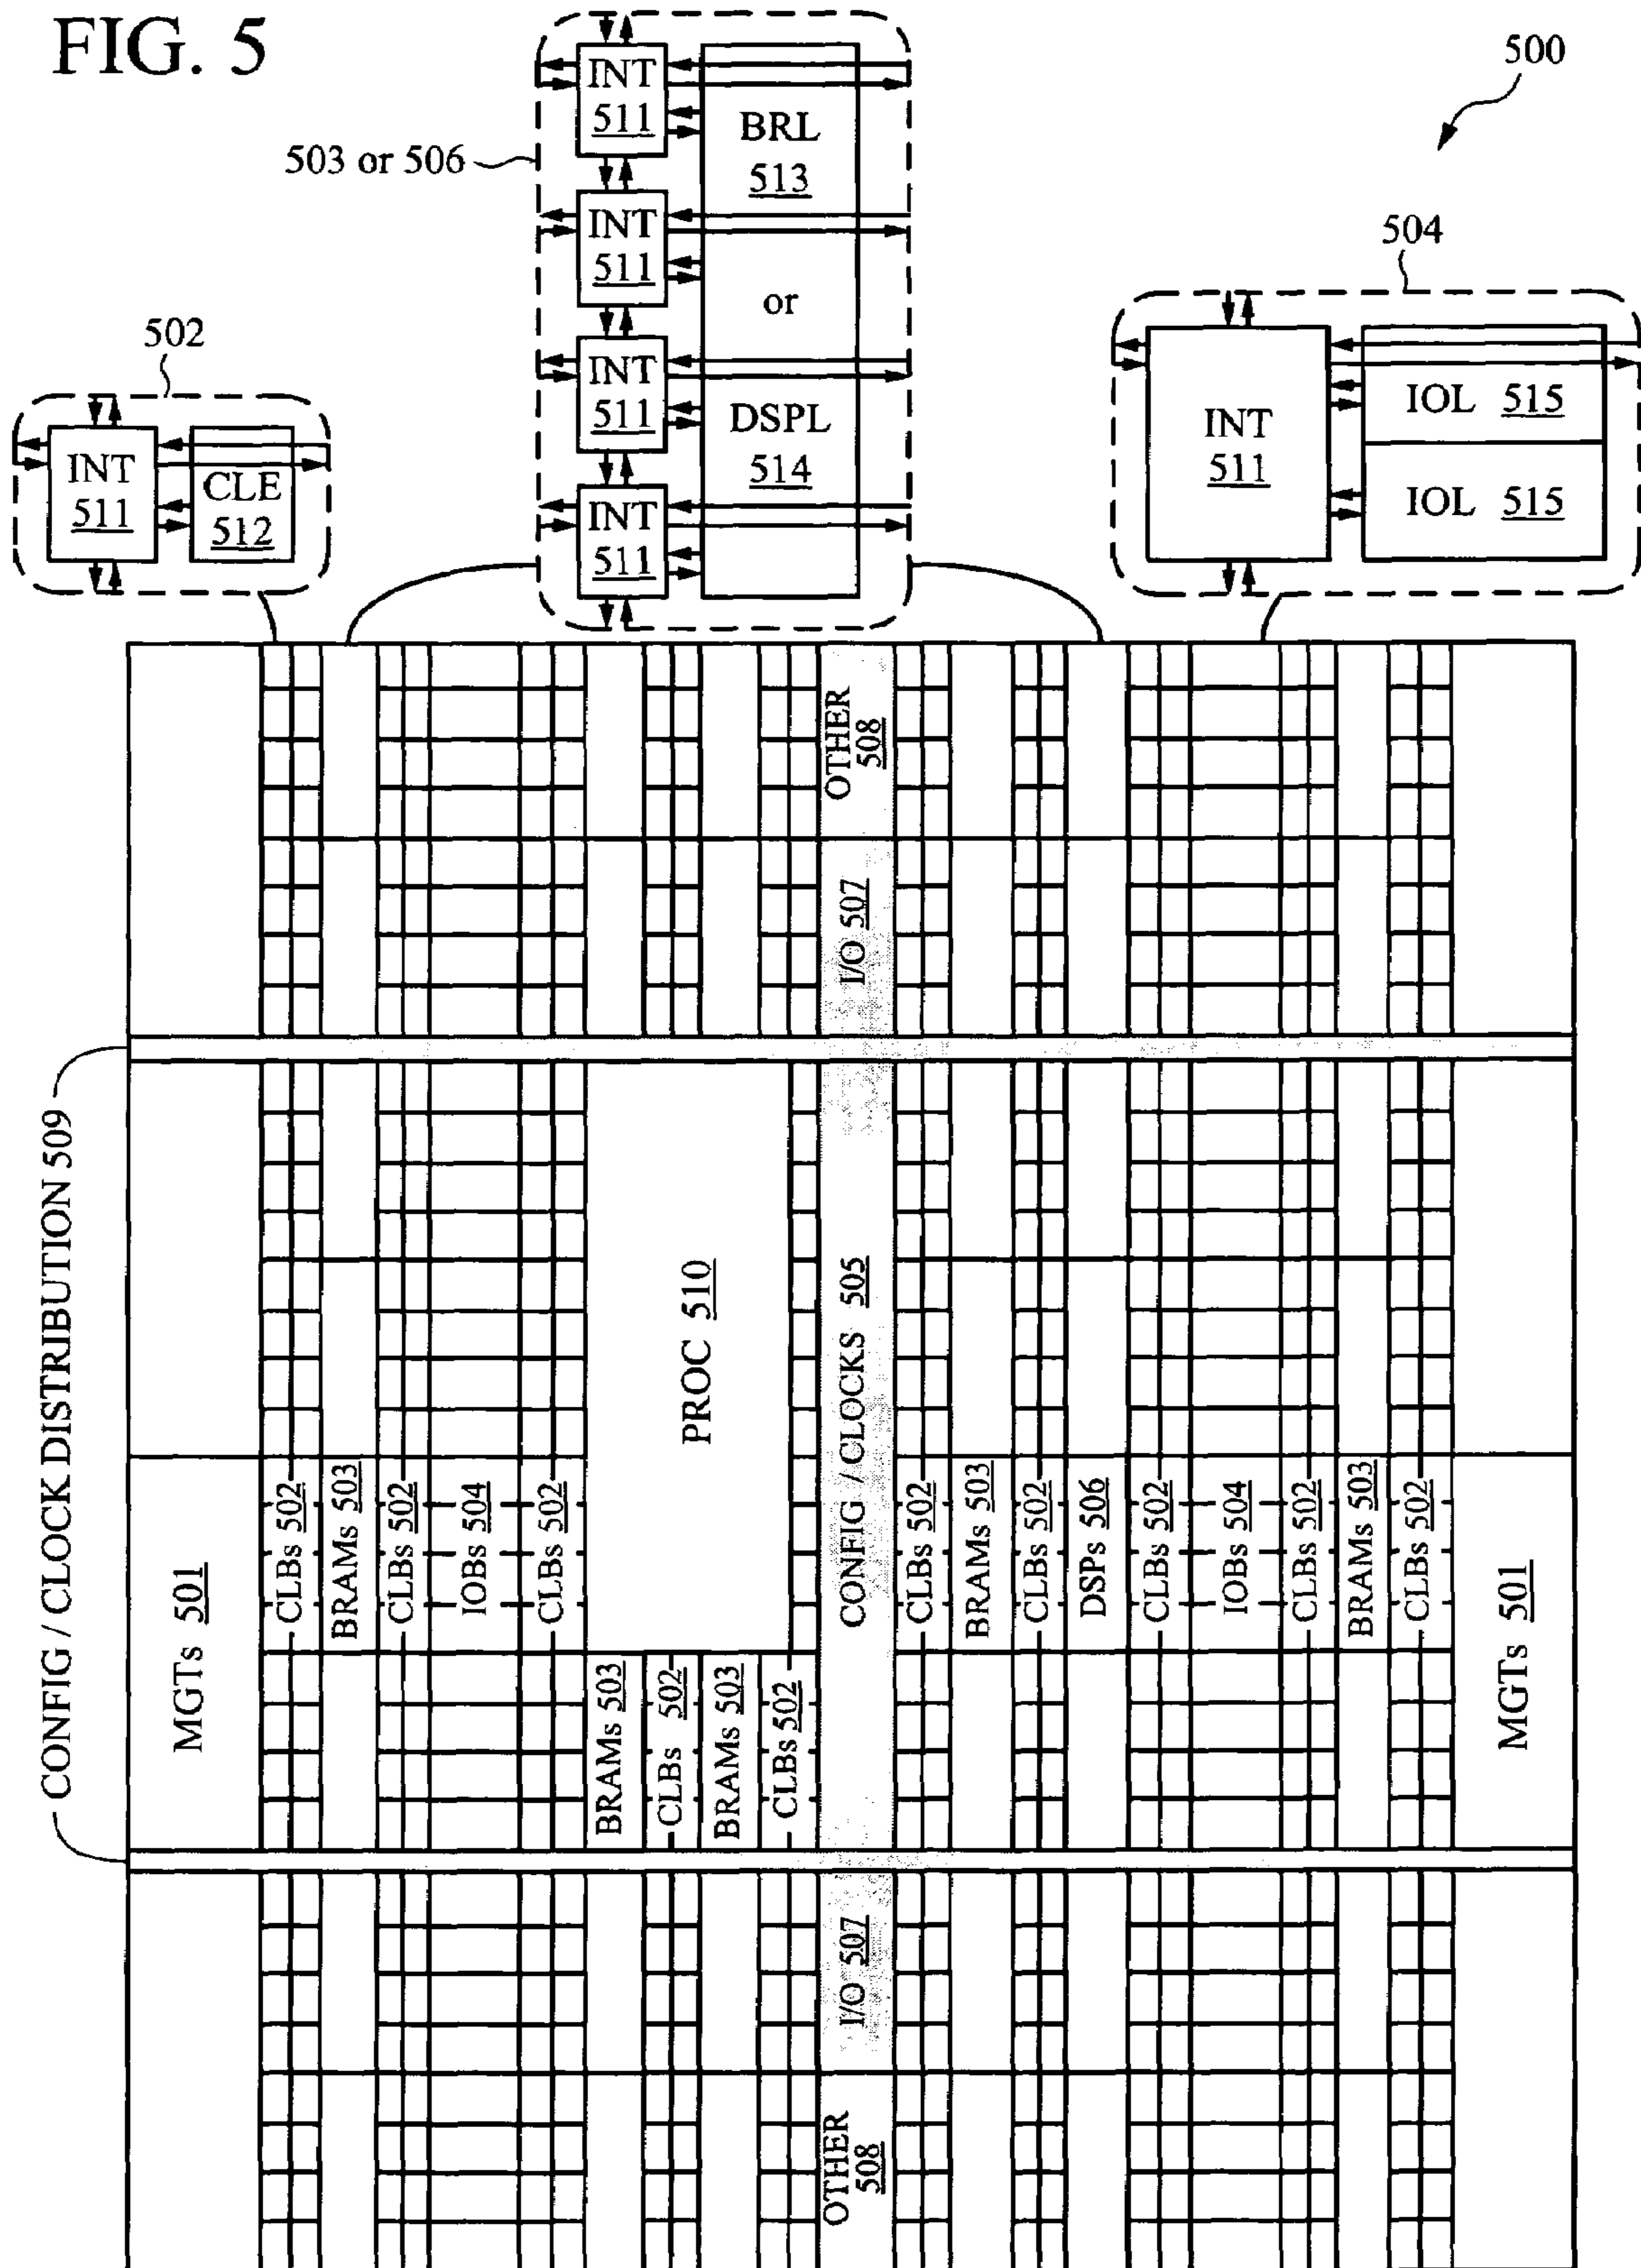 FIG. 5
500
503 or 506
INT
511
INT
511
INT
511
INT
511
BRL
513
or
DSPL
514
504
INT
511
IOL 515
IOL 515
502
INT
511
CLE
512
OTHER
508
I/O 507
CONFIG / CLOCK DISTRIBUTION 509
PROC 510
CONFIG / CLOCKS 505
MGTs 501
CLBs 502
BRAMs 503
CLBs 502
IOBs 504
CLBs 502
BRAMs 503
CLBs 502
BRAMs 503
CLBs 502
CLBs 502
BRAMs 503
CLBs 502
DSPs 506
CLBs 502
IOBs 504
CLBs 502
BRAMs 503
CLBs 502
MGTs 501
I/O 507
OTHER
508